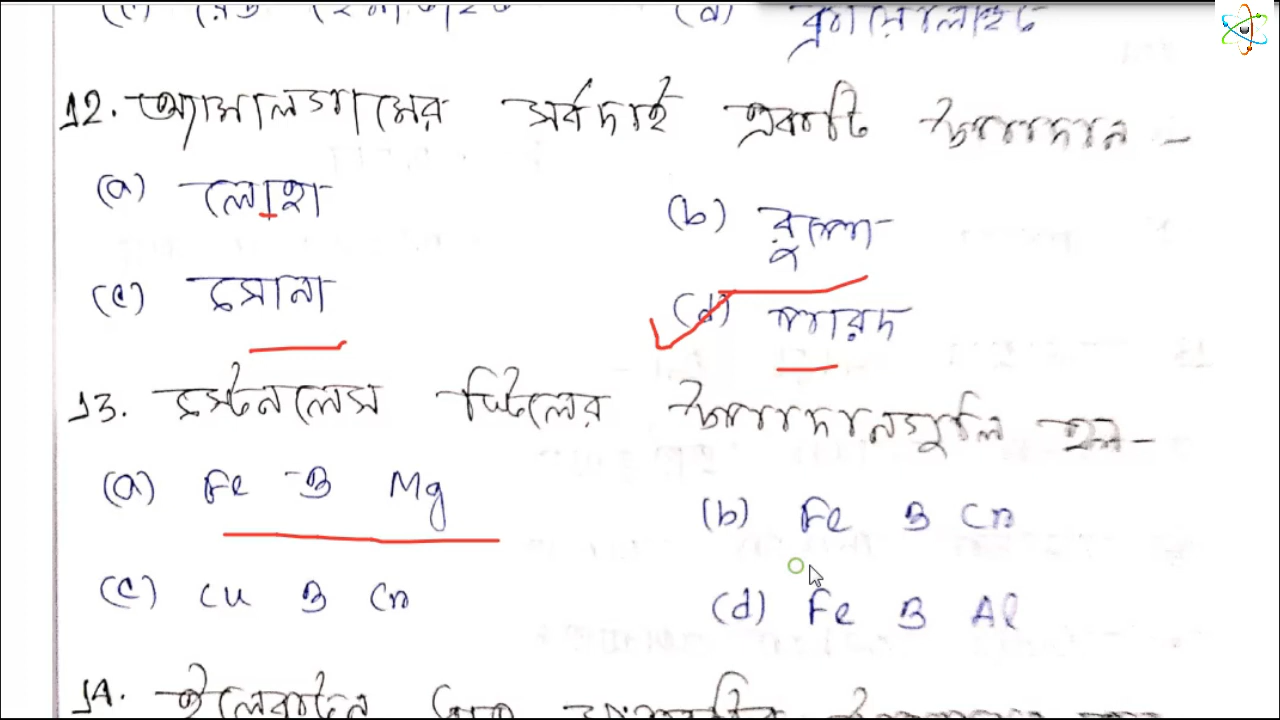 12. অ্যামালগামের সর্বদাই একটি উপাদান -
(a) লোহা (b) রুপো
(c) সোনা (d) পারদ
13. স্টেনলেস স্টিলের উপাদানগুলি হল-
(a) Fe ও Mg (b) Fe ও Cr
(c) Cu ও Cr (d) Fe ও Al
14.